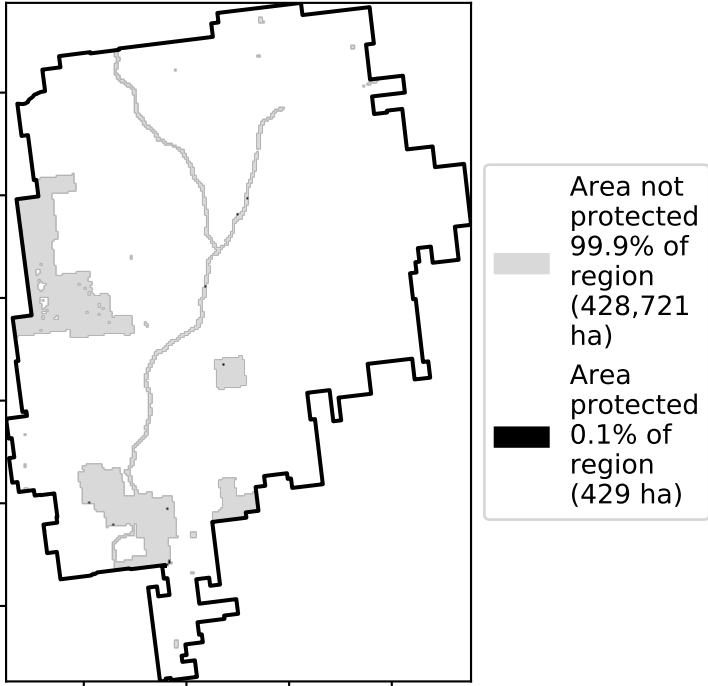 Area not
protected
99.9% of
region
(428,721
ha)
Area
protected
0.1% of
region
(429 ha)